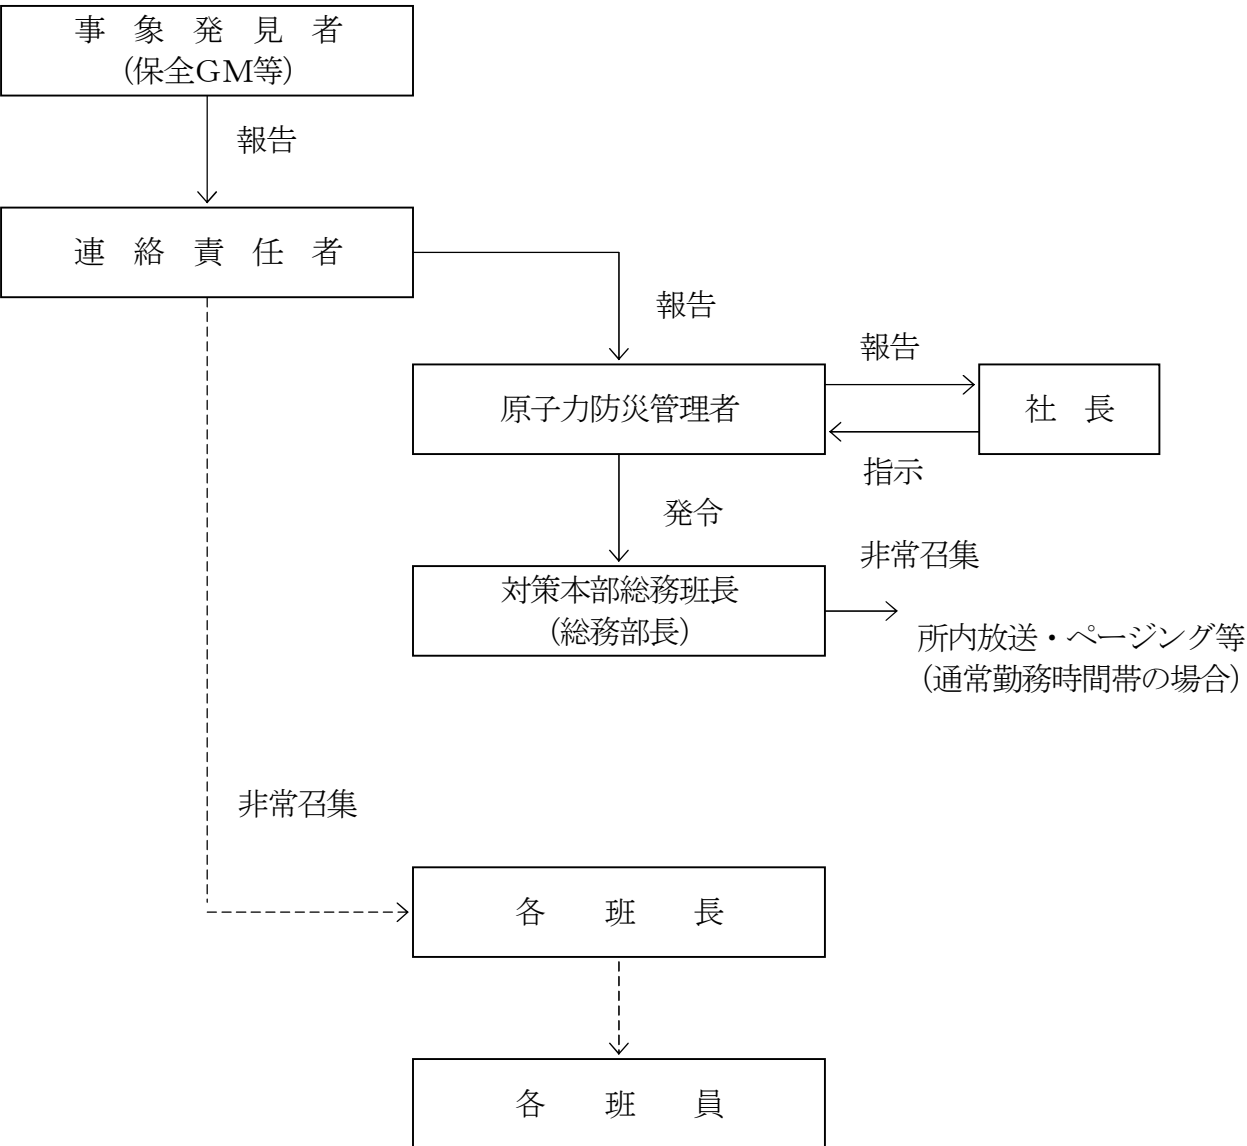 事 象 発 見 者
（保全GM等）
報告
連 絡 責 任 者
報告
報告
原子力防災管理者
社 長
指示
発令
非常召集
対策本部総務班長
（総務部長）
所内放送・ページング等
（通常勤務時間帯の場合）
非常召集
各 班 長
各 班 員